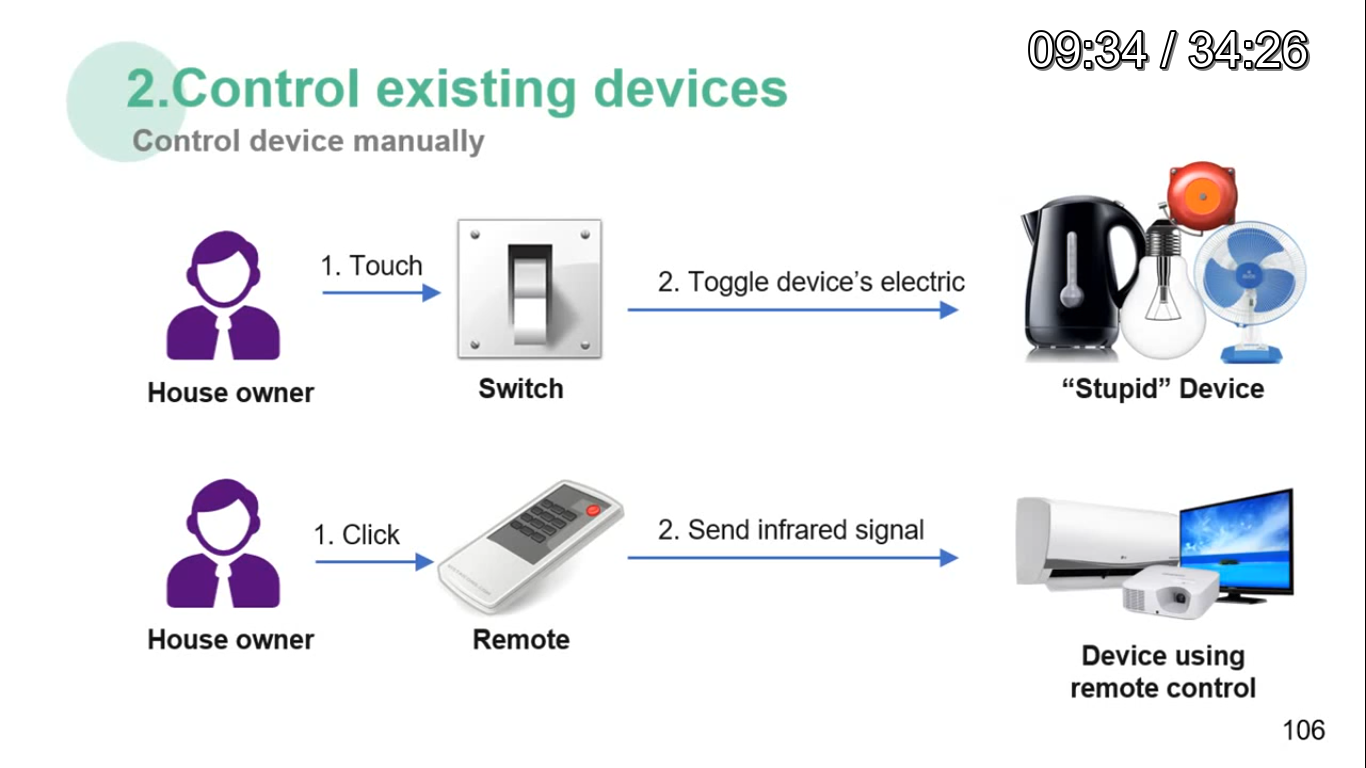 09:34 / 34:26
2.Control existing devices
Control device manually
1. Touch
2. Toggle device’s electric
House owner
Switch
“Stupid” Device
1. Click
2. Send infrared signal
House owner
Remote
Device using
remote control
106